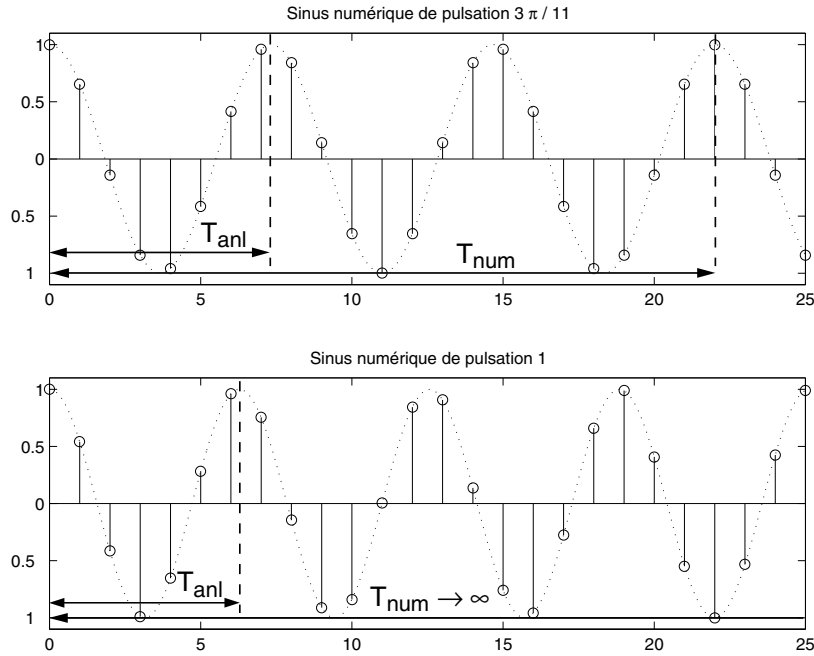 Sinus numérique de pulsation 3 π / 11
1
0.5
0
0.5
1
T_anl
T_num
0 5 10 15 20 25
Sinus numérique de pulsation 1
1
0.5
0
0.5
1
T_anl
T_num → ∞
0 5 10 15 20 25